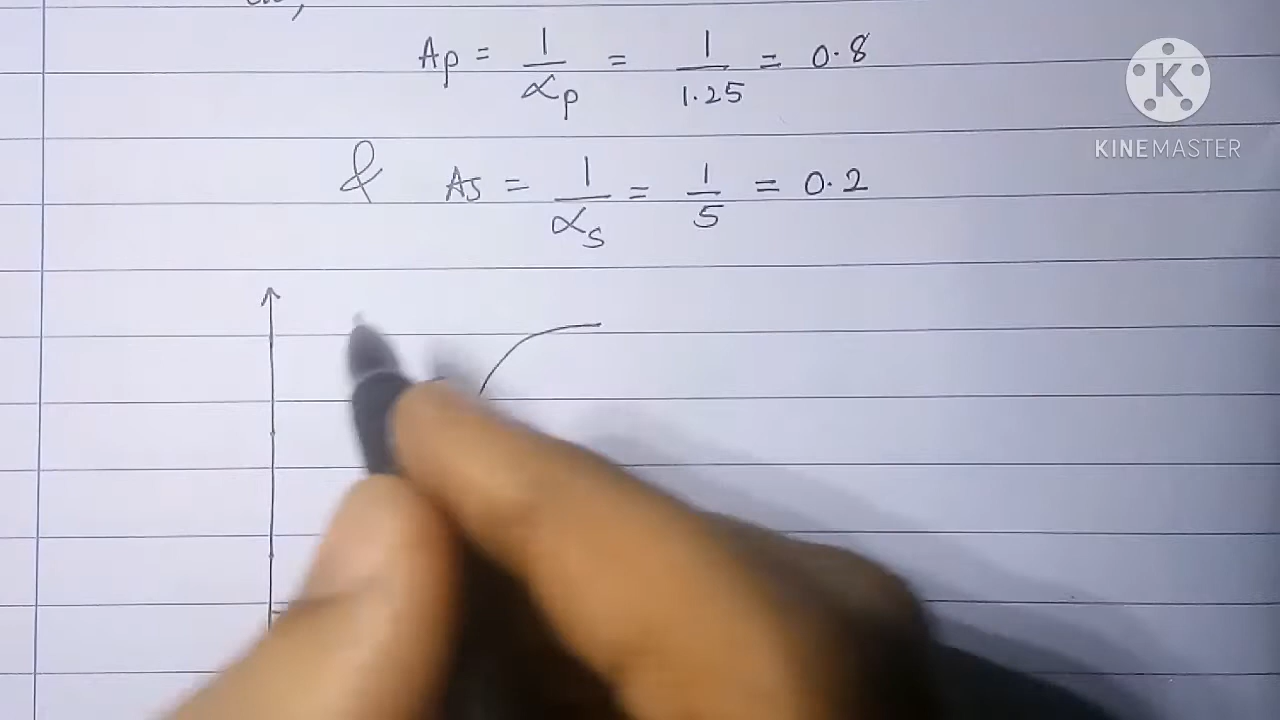 Ap = 1/αp = 1/1.25 = 0.8
K
KINEMASTER
& As = 1/αs = 1/5 = 0.2